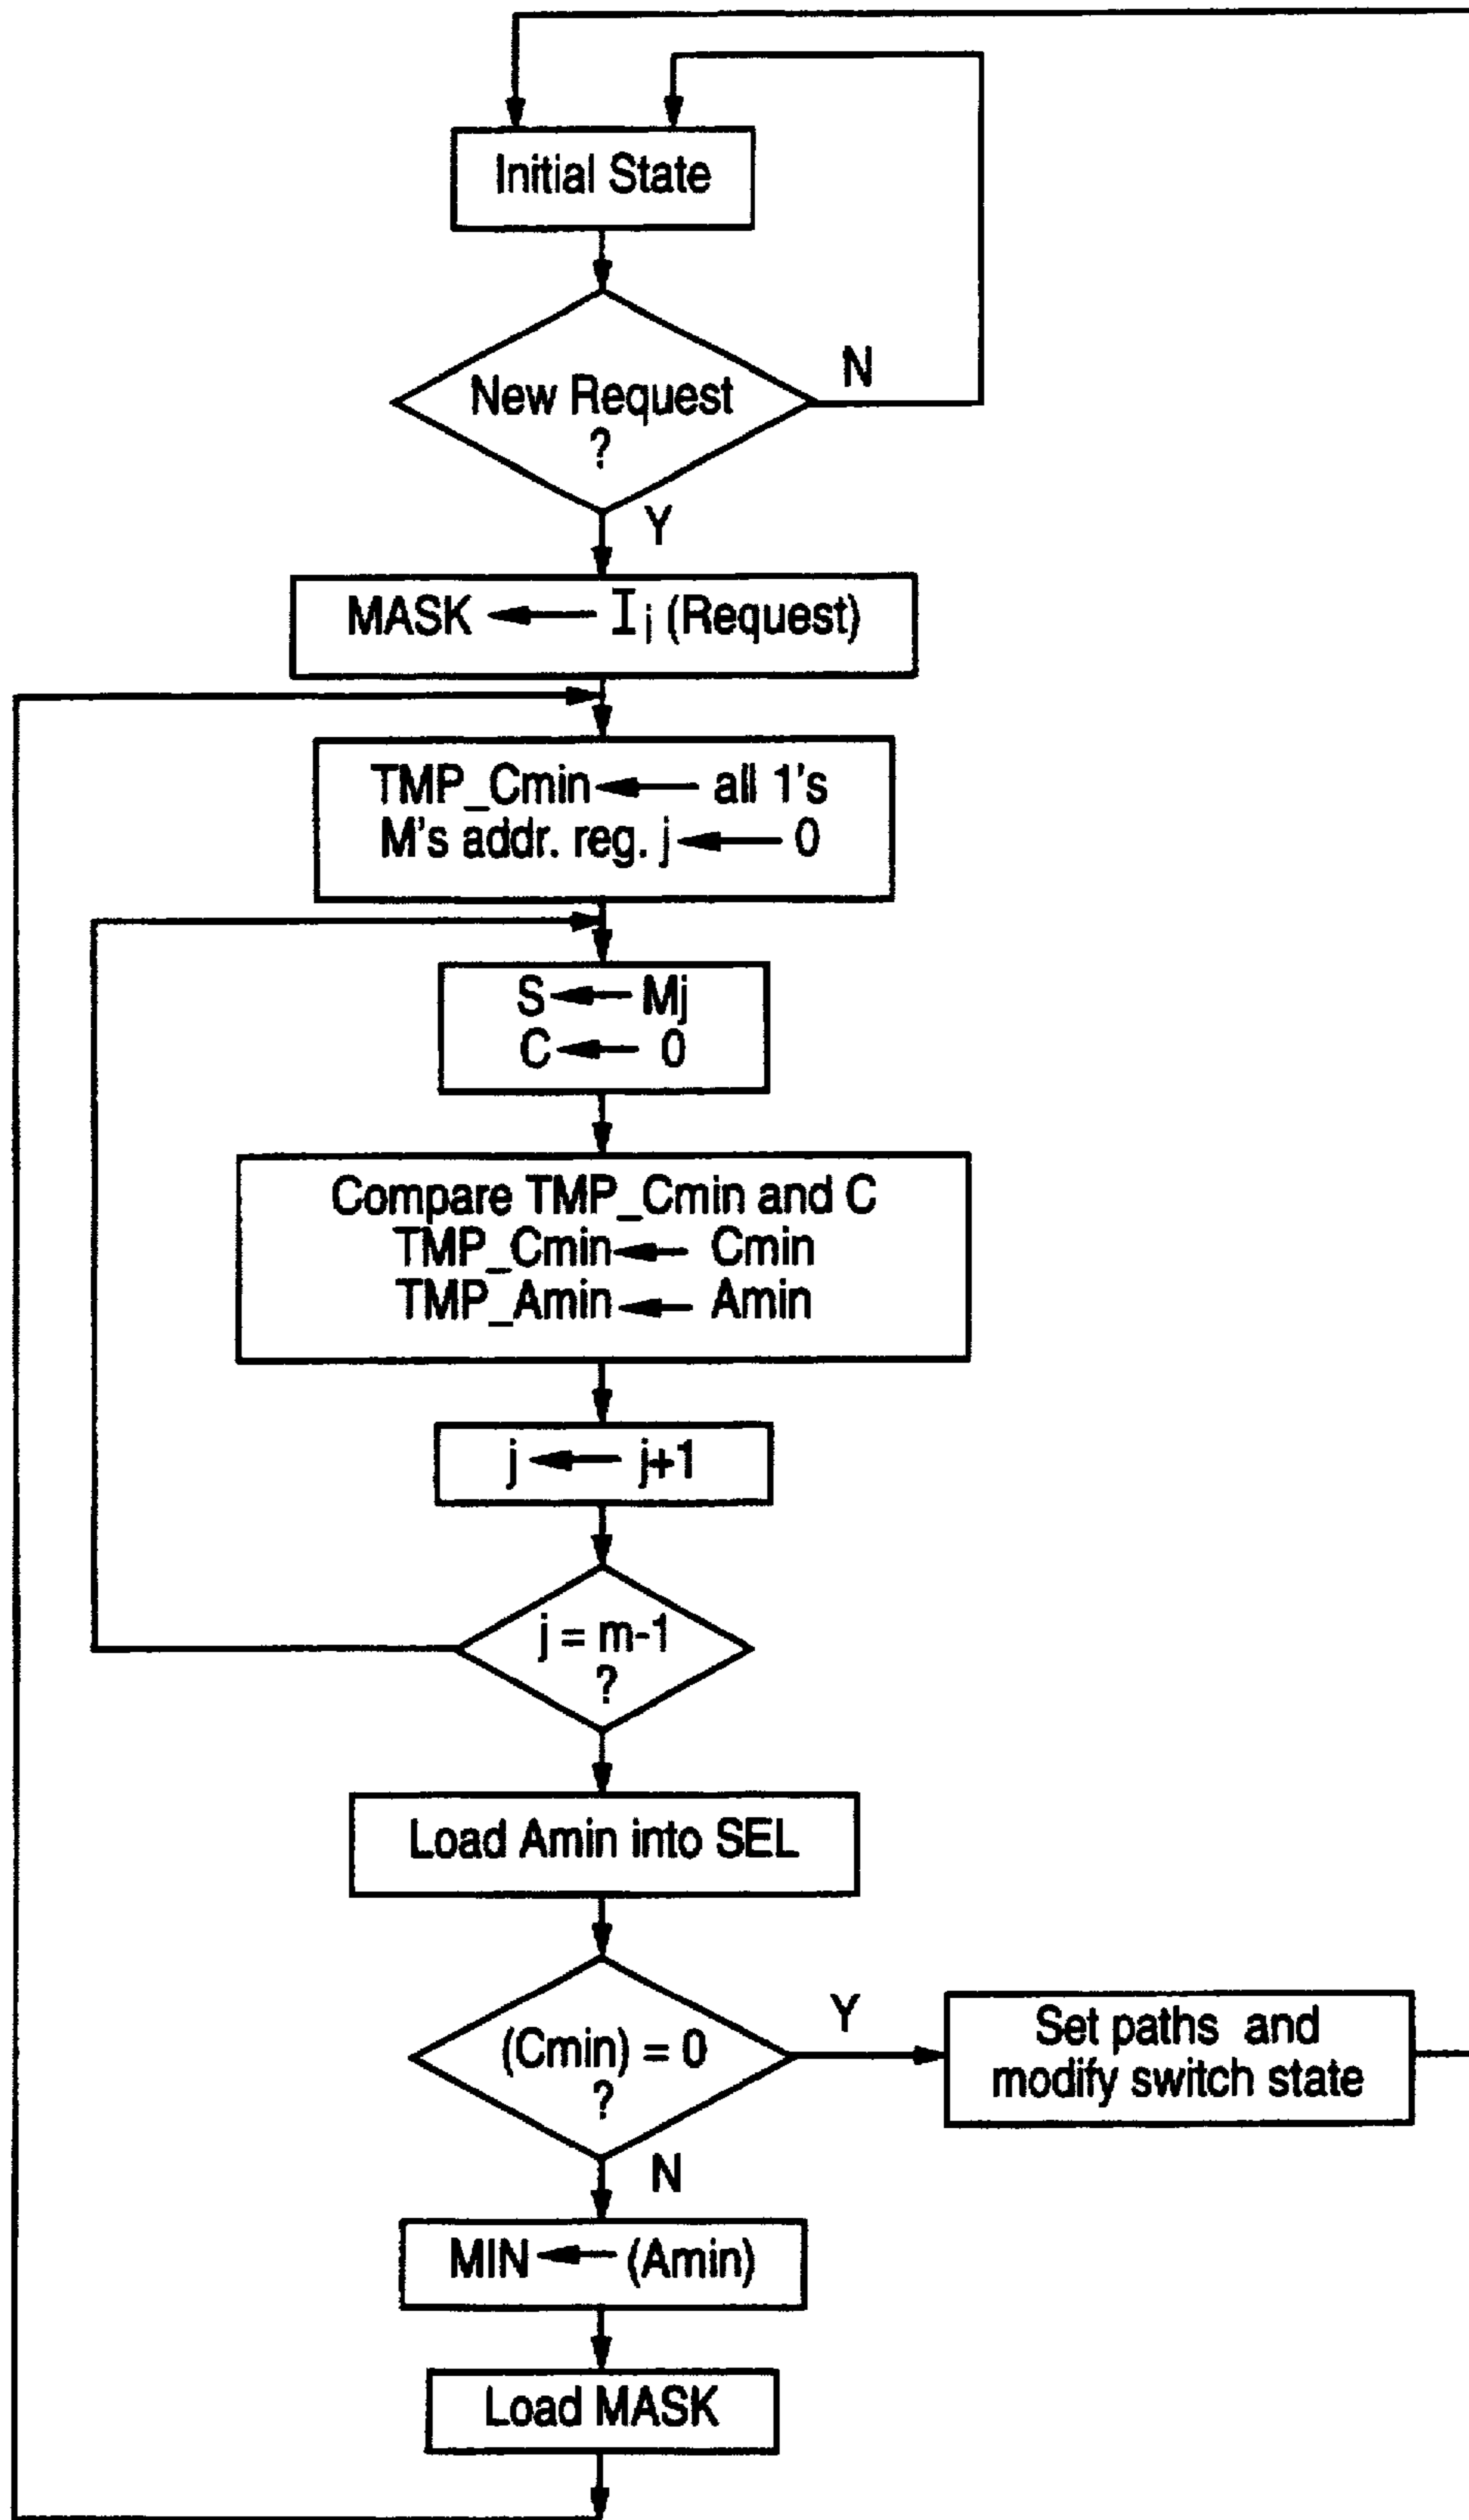 Initial State
New Request
?
N
Y
MASK ← Ii (Request)
TMP_Cmin ← all 1's
M's addr. reg. j ← 0
S ← Mj
C ← 0
Compare TMP_Cmin and C
TMP_Cmin ← Cmin
TMP_Amin ← Amin
j ← j+1
j = m-1
?
Load Amin into SEL
(Cmin) = 0
?
Y
Set paths and
modify switch state
N
MIN ← (Amin)
Load MASK